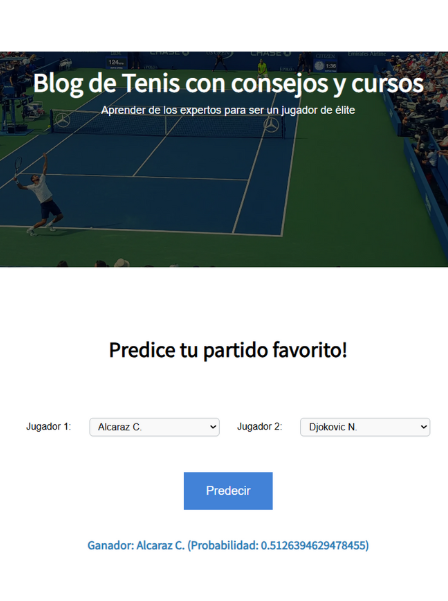 CHASE
Blog de Tenis con consejos y cursos
Aprender de los expertos para ser un jugador de élite
Predice tu partido favorito!
Jugador 1: Alcaraz C. Jugador 2: Djokovic N.
Predecir
Ganador: Alcaraz C. (Probabilidad: 0.5126394629478455)